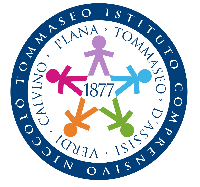 ISTITUTO COMPRENSIVO NICCOLÒ TOMMASEO
PLANA · TOMMASEO · D'ASSISI · VERDI · CALVINO ·
1877